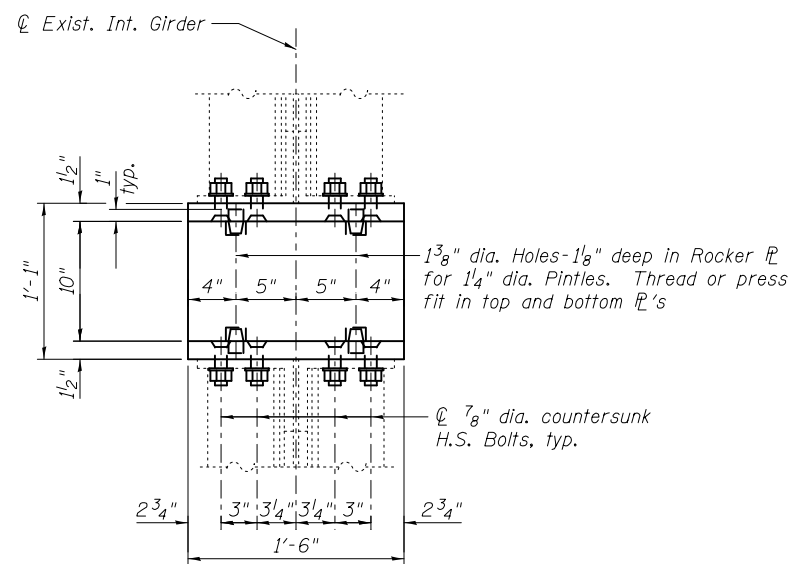 ℄ Exist. Int. Girder
1½"
1"
typ.
1'-1"
10"
1½"
4" 5" 5" 4"
1⅜" dia. Holes-1⅛" deep in Rocker ⅊
for 1¼" dia. Pintles. Thread or press
fit in top and bottom ⅊'s
℄ ⅞" dia. countersunk
H.S. Bolts, typ.
2¾" 3" 3¼" 3¼" 3" 2¾"
1'-6"